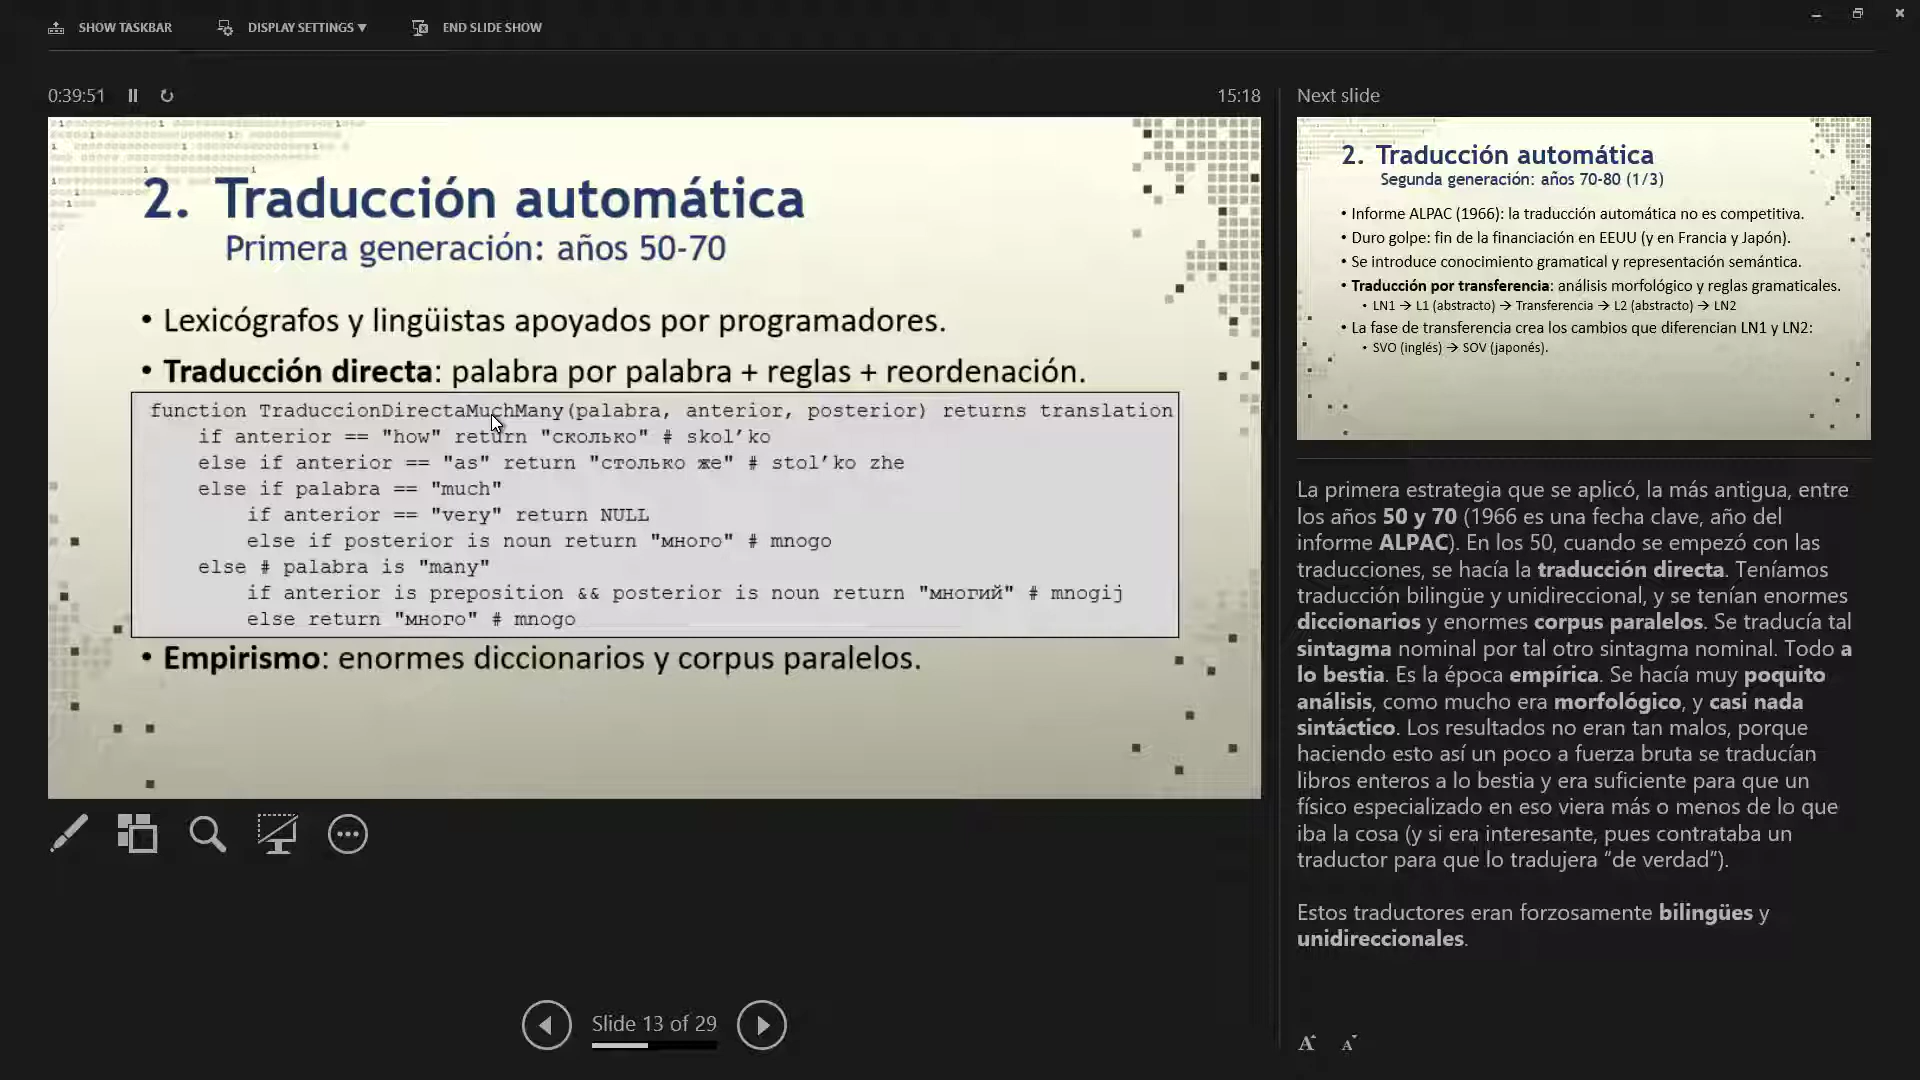 SHOW TASKBAR DISPLAY SETTINGS ▼ END SLIDE SHOW
0:39:51 15:18
2. Traducción automática
Primera generación: años 50-70
• Lexicógrafos y lingüistas apoyados por programadores.
• Traducción directa: palabra por palabra + reglas + reordenación.
function TraduccionDirectaMuchMany(palabra, anterior, posterior) returns translation
if anterior == "how" return "сколько" # skol’ko
else if anterior == "as" return "столько же" # stol’ko zhe
else if palabra == "much"
if anterior == "very" return NULL
else if posterior is noun return "много" # mnogo
else # palabra is "many"
if anterior is preposition && posterior is noun return "многий" # mnogij
else return "много" # mnogo
• Empirismo: enormes diccionarios y corpus paralelos.
Slide 13 of 29
Next slide
2. Traducción automática
Segunda generación: años 70-80 (1/3)
• Informe ALPAC (1966): la traducción automática no es competitiva.
• Duro golpe: fin de la financiación en EEUU (y en Francia y Japón).
• Se introduce conocimiento gramatical y representación semántica.
• Traducción por transferencia: análisis morfológico y reglas gramaticales.
• LN1 → L1 (abstracto) → Transferencia → L2 (abstracto) → LN2
• La fase de transferencia crea los cambios que diferencian LN1 y LN2:
• SVO (inglés) → SOV (japonés).
La primera estrategia que se aplicó, la más antigua, entre
los años 50 y 70 (1966 es una fecha clave, año del
informe ALPAC). En los 50, cuando se empezó con las
traducciones, se hacía la traducción directa. Teníamos
traducción bilingüe y unidireccional, y se tenían enormes
diccionarios y enormes corpus paralelos. Se traducía tal
sintagma nominal por tal otro sintagma nominal. Todo a
lo bestia. Es la época empírica. Se hacía muy poquito
análisis, como mucho era morfológico, y casi nada
sintáctico. Los resultados no eran tan malos, porque
haciendo esto así un poco a fuerza bruta se traducían
libros enteros a lo bestia y era suficiente para que un
físico especializado en eso viera más o menos de lo que
iba la cosa (y si era interesante, pues contrataba un
traductor para que lo tradujera “de verdad”).
Estos traductores eran forzosamente bilingües y
unidireccionales.
A A